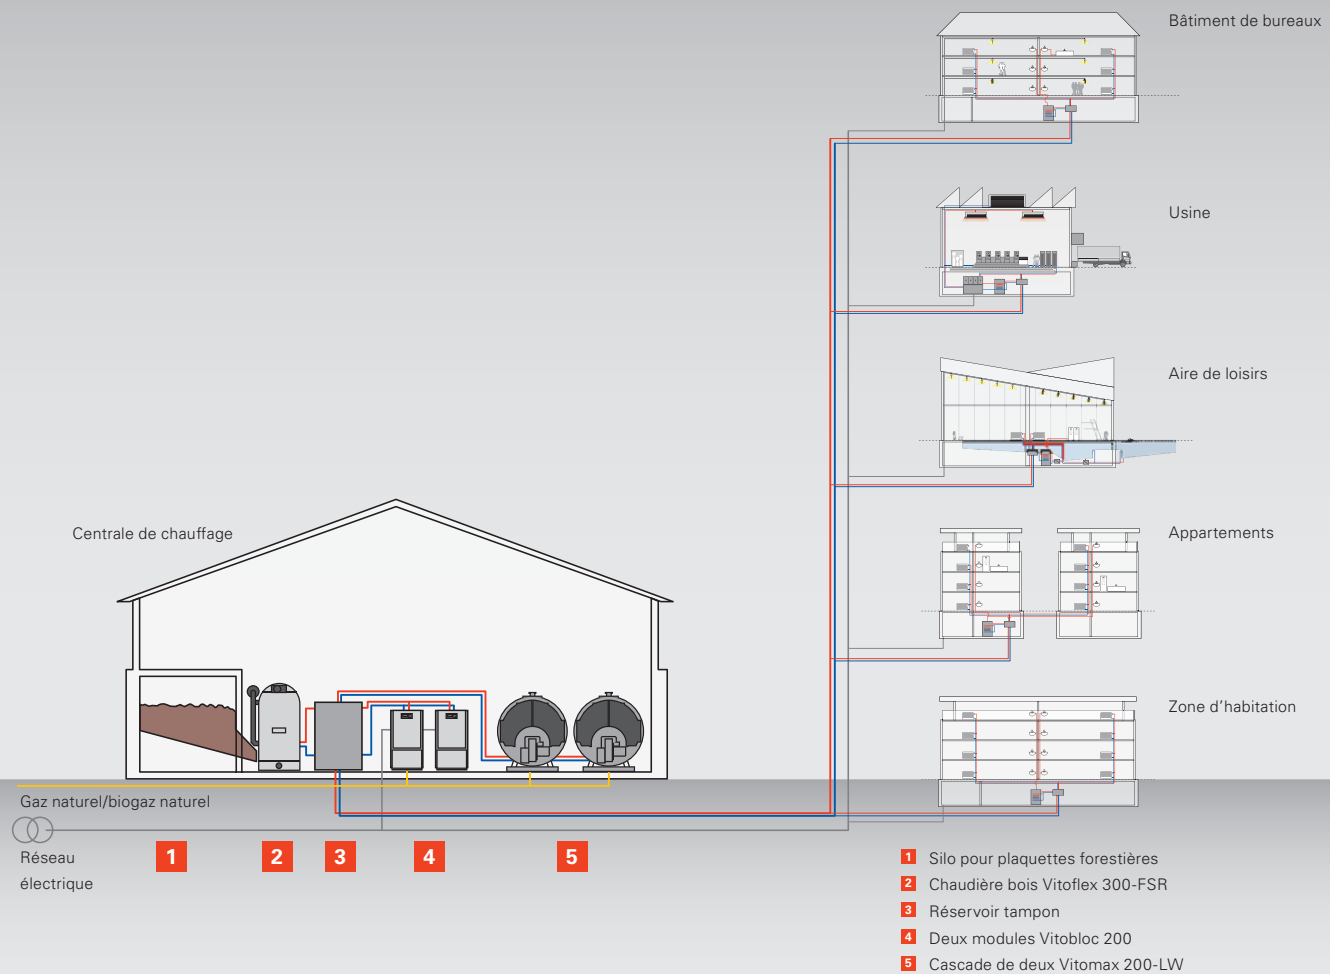 Bâtiment de bureaux
Usine
Aire de loisirs
Centrale de chauffage
Appartements
Zone d’habitation
Gaz naturel/biogaz naturel
Réseau
électrique
1
2
3
4
5
1 Silo pour plaquettes forestières
2 Chaudière bois Vitoflex 300-FSR
3 Réservoir tampon
4 Deux modules Vitobloc 200
5 Cascade de deux Vitomax 200-LW